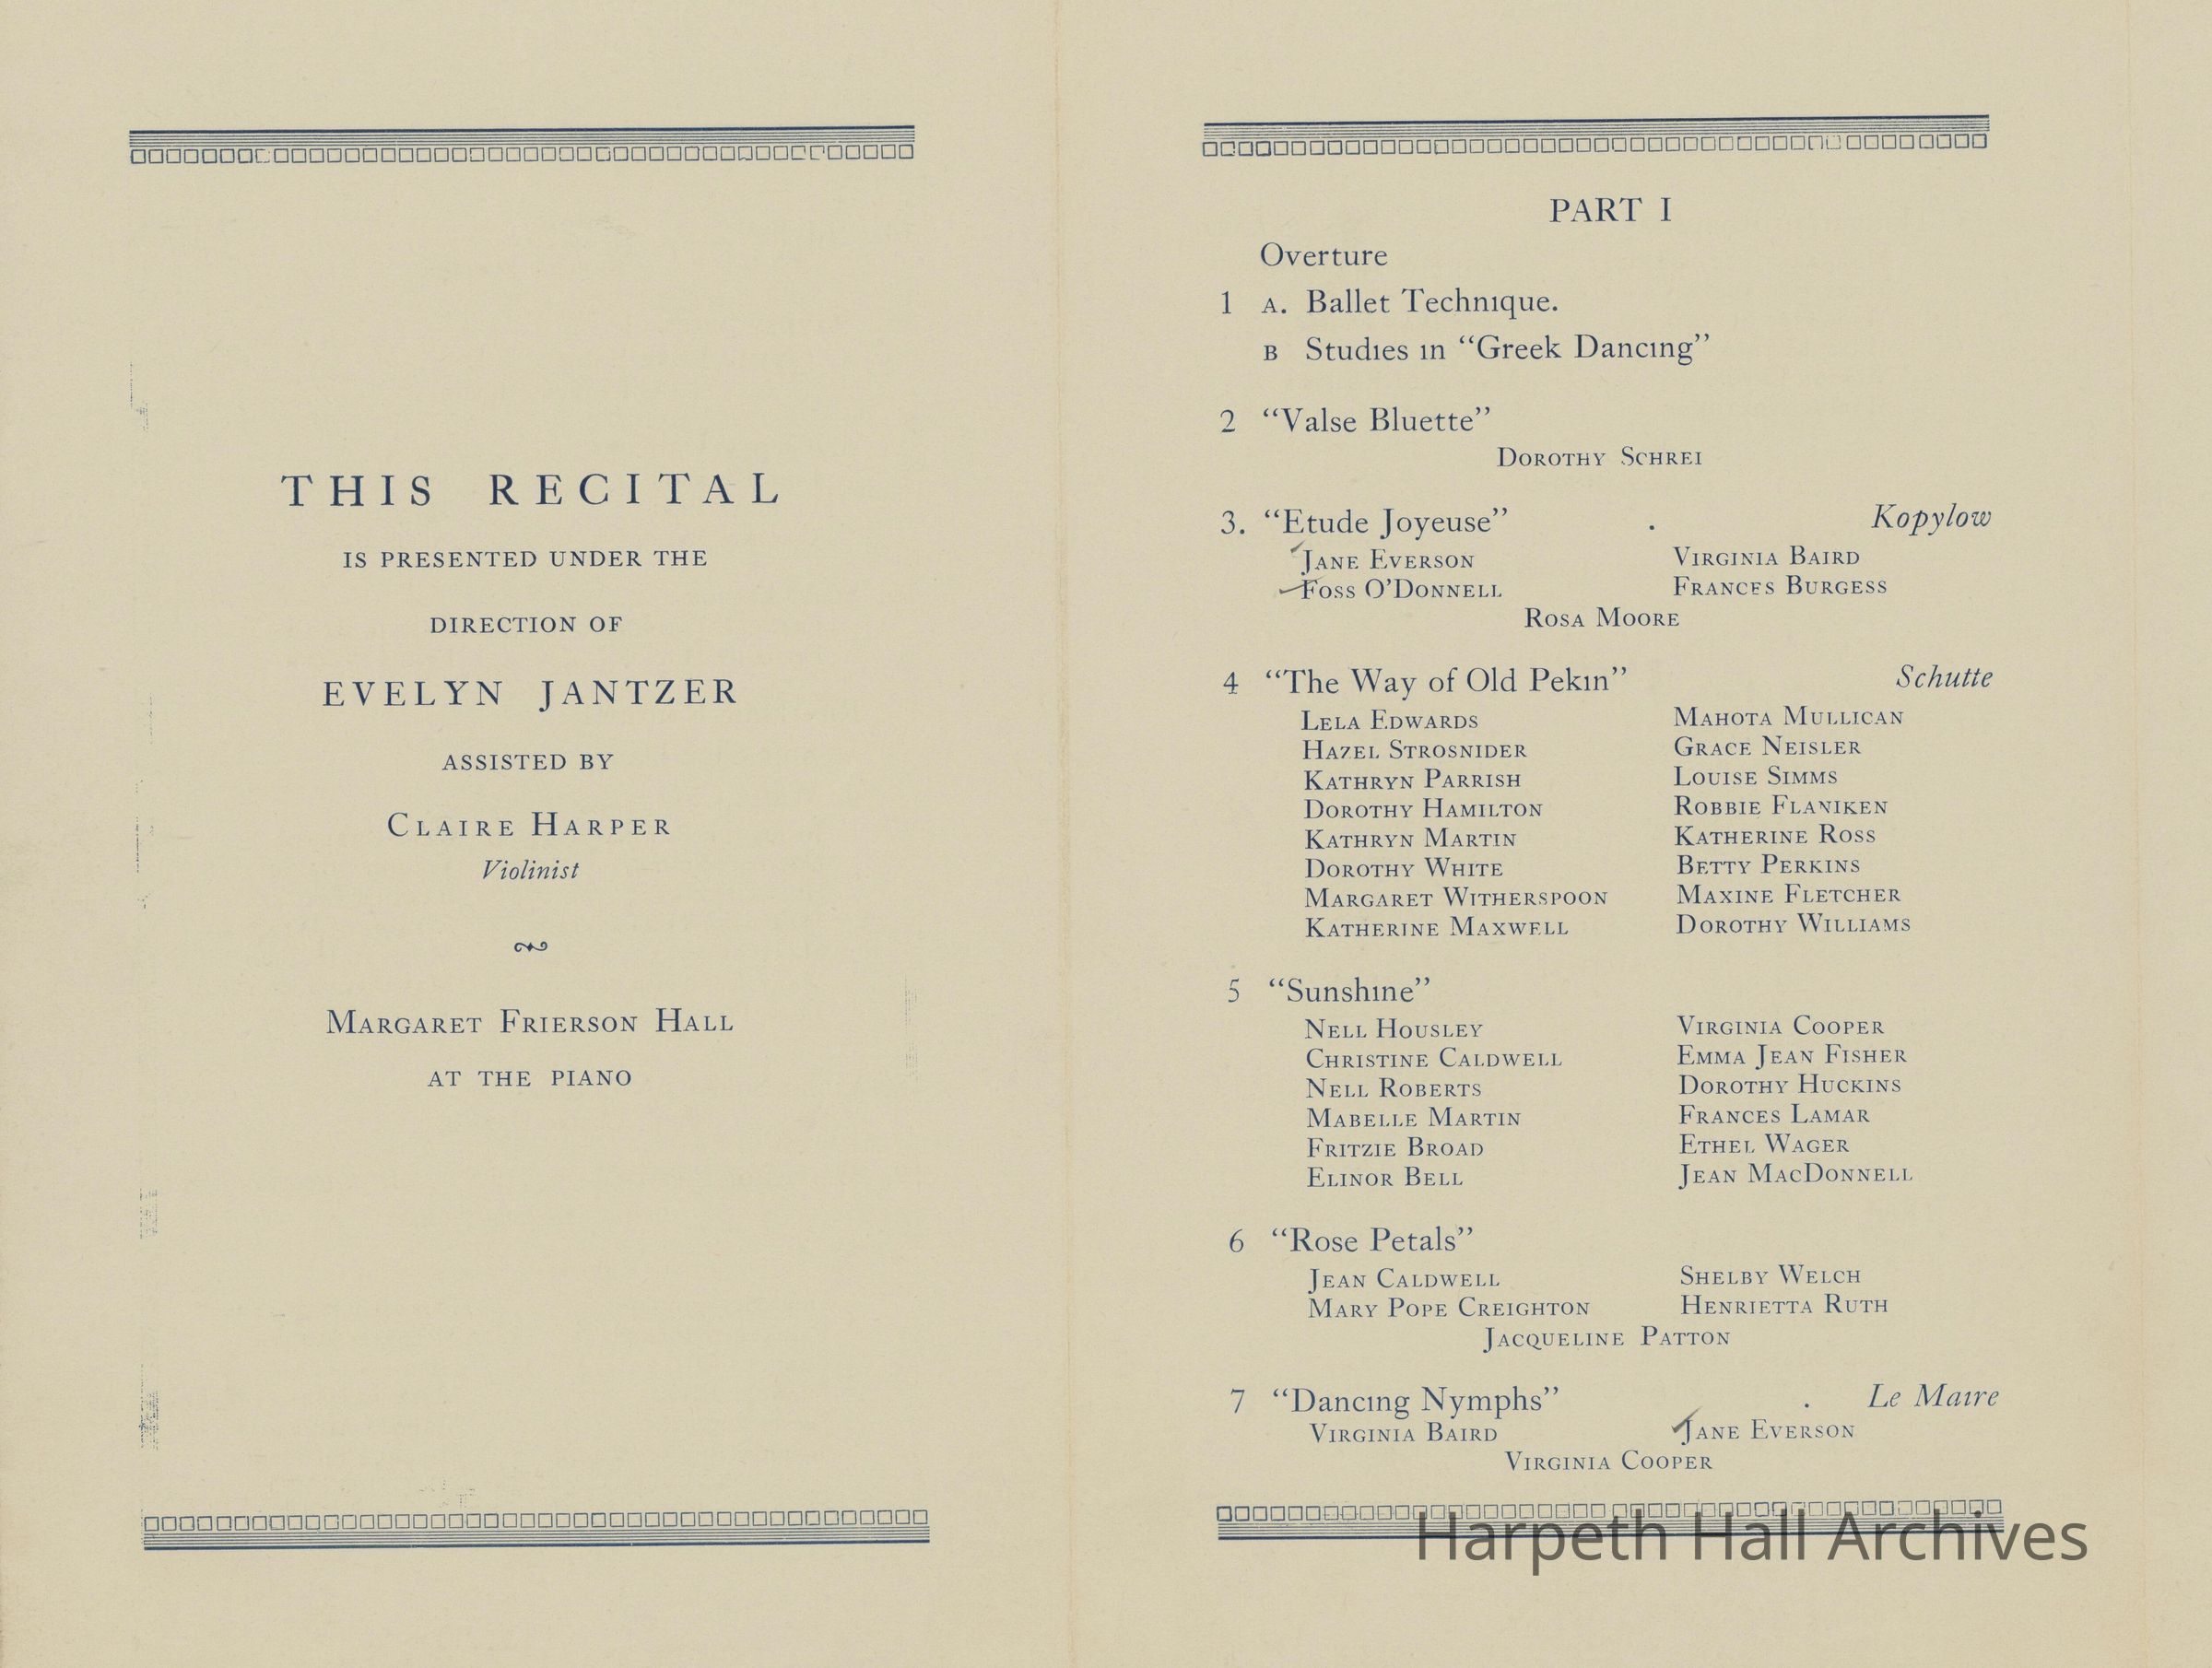 THIS RECITAL
IS PRESENTED UNDER THE
DIRECTION OF
EVELYN JANTZER
ASSISTED BY
CLAIRE HARPER
Violinist
MARGARET FRIERSON HALL
AT THE PIANO
PART I
Overture
1 A. Ballet Technique.
B Studies in “Greek Dancing”
2 “Valse Bluette”
DOROTHY SCHREI
3. “Etude Joyeuse” . Kopylow
JANE EVERSON VIRGINIA BAIRD
FOSS O’DONNELL FRANCES BURGESS
ROSA MOORE
4 “The Way of Old Pekin” Schutte
LELA EDWARDS MAHOTA MULLICAN
HAZEL STROSNIDER GRACE NEISLER
KATHRYN PARRISH LOUISE SIMMS
DOROTHY HAMILTON ROBBIE FLANIKEN
KATHRYN MARTIN KATHERINE ROSS
DOROTHY WHITE BETTY PERKINS
MARGARET WITHERSPOON MAXINE FLETCHER
KATHERINE MAXWELL DOROTHY WILLIAMS
5 “Sunshine”
NELL HOUSLEY VIRGINIA COOPER
CHRISTINE CALDWELL EMMA JEAN FISHER
NELL ROBERTS DOROTHY HUCKINS
MABELLE MARTIN FRANCES LAMAR
FRITZIE BROAD ETHEL WAGER
ELINOR BELL JEAN MACDONNELL
6 “Rose Petals”
JEAN CALDWELL SHELBY WELCH
MARY POPE CREIGHTON HENRIETTA RUTH
JACQUELINE PATTON
7 “Dancing Nymphs” . Le Maire
VIRGINIA BAIRD JANE EVERSON
VIRGINIA COOPER
Harpeth Hall Archives